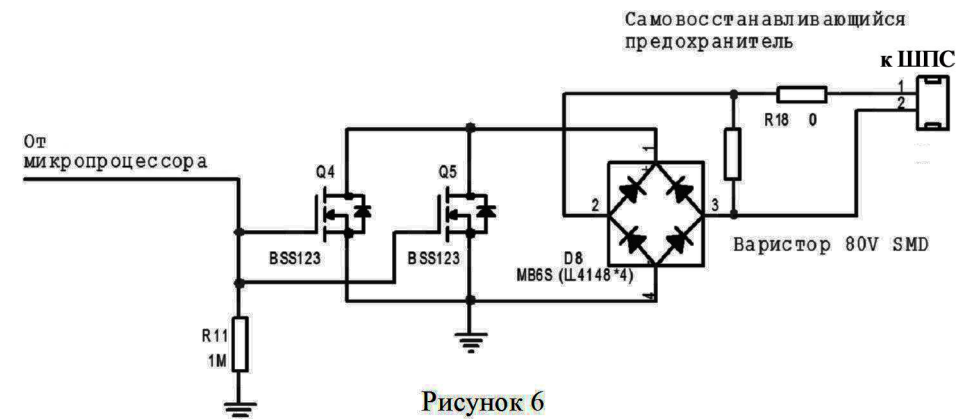 Самовосстанавливающийся
предохранитель
к ШПС
1
2
R18 0
От
микропроцессора
Q4
Q5
1
2
3
BSS123
BSS123
D8
Варистор 80V SMD
MB6S (LL4148*4)
4
R11
1M
Рисунок 6